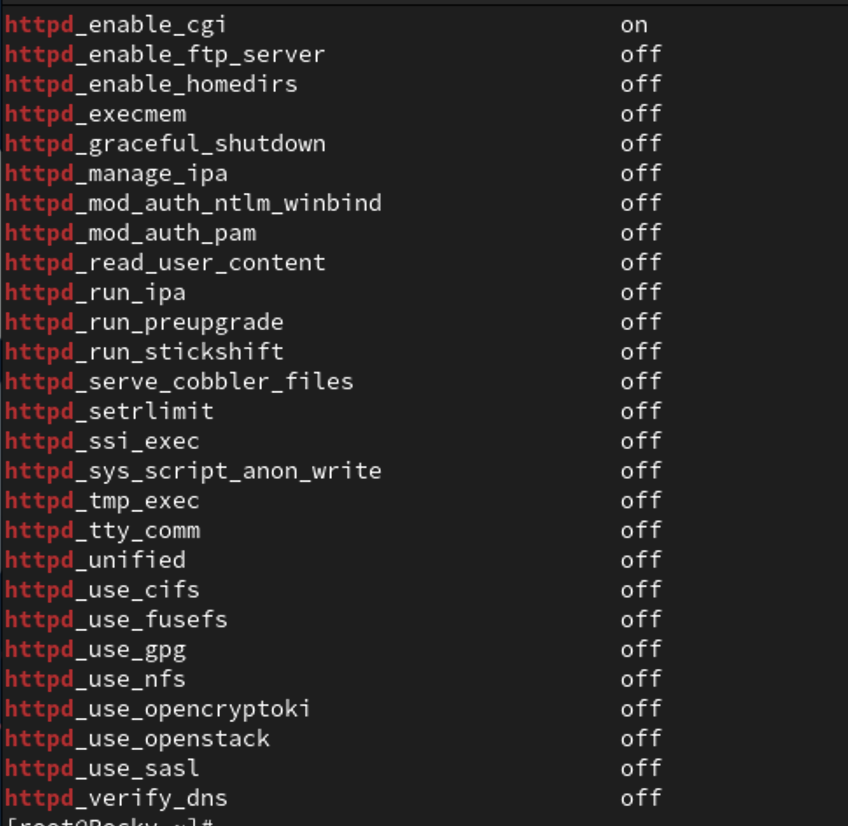 httpd_enable_cgi on
httpd_enable_ftp_server off
httpd_enable_homedirs off
httpd_execmem off
httpd_graceful_shutdown off
httpd_manage_ipa off
httpd_mod_auth_ntlm_winbind off
httpd_mod_auth_pam off
httpd_read_user_content off
httpd_run_ipa off
httpd_run_preupgrade off
httpd_run_stickshift off
httpd_serve_cobbler_files off
httpd_setrlimit off
httpd_ssi_exec off
httpd_sys_script_anon_write off
httpd_tmp_exec off
httpd_tty_comm off
httpd_unified off
httpd_use_cifs off
httpd_use_fusefs off
httpd_use_gpg off
httpd_use_nfs off
httpd_use_opencryptoki off
httpd_use_openstack off
httpd_use_sasl off
httpd_verify_dns off
[root@Rocky ~]#